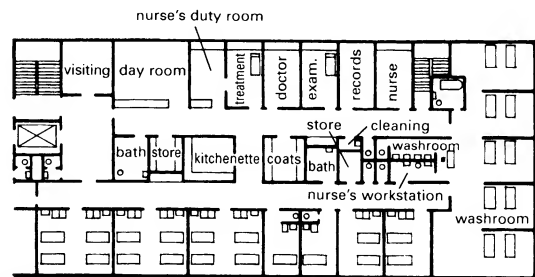 nurse's duty room
visiting
day room
treatment
doctor
exam.
records
nurse
store
cleaning
bath
store
kitchenette
coats
bath
washroom
nurse's workstation
washroom